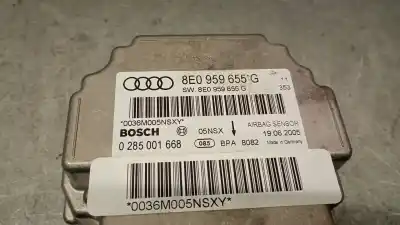 8E0 959 655 G
SW. 8E0 959 655 G
*0036M005NSXY*
BOSCH 05NSX AIRBAG SENSOR
19.06.2005
0 285 001 668 085 BPA 8082 Made in Germany
*0036M005NSXY*